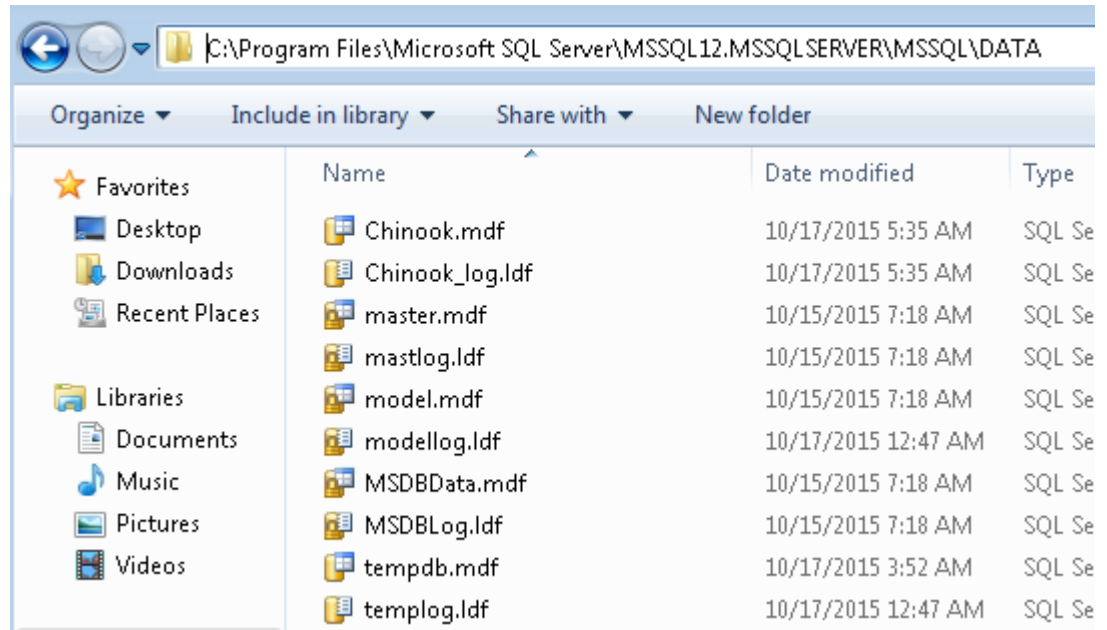 C:\Program Files\Microsoft SQL Server\MSSQL12.MSSQLSERVER\MSSQL\DATA
Organize Include in library Share with New folder
Favorites
Desktop
Downloads
Recent Places
Libraries
Documents
Music
Pictures
Videos
Name Date modified Type
Chinook.mdf 10/17/2015 5:35 AM SQL Se
Chinook_log.ldf 10/17/2015 5:35 AM SQL Se
master.mdf 10/15/2015 7:18 AM SQL Se
mastlog.ldf 10/15/2015 7:18 AM SQL Se
model.mdf 10/15/2015 7:18 AM SQL Se
modellog.ldf 10/17/2015 12:47 AM SQL Se
MSDBData.mdf 10/15/2015 7:18 AM SQL Se
MSDBLog.ldf 10/15/2015 7:18 AM SQL Se
tempdb.mdf 10/17/2015 3:52 AM SQL Se
templog.ldf 10/17/2015 12:47 AM SQL Se